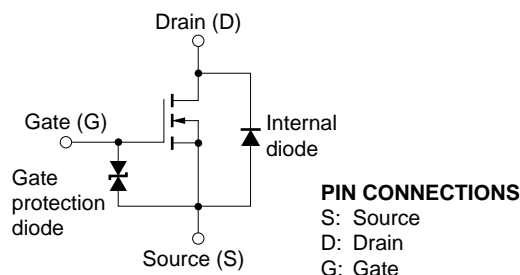 Drain (D)
Gate (G)
Internal
diode
Gate
protection
diode
Source (S)
PIN CONNECTIONS
S: Source
D: Drain
G: Gate